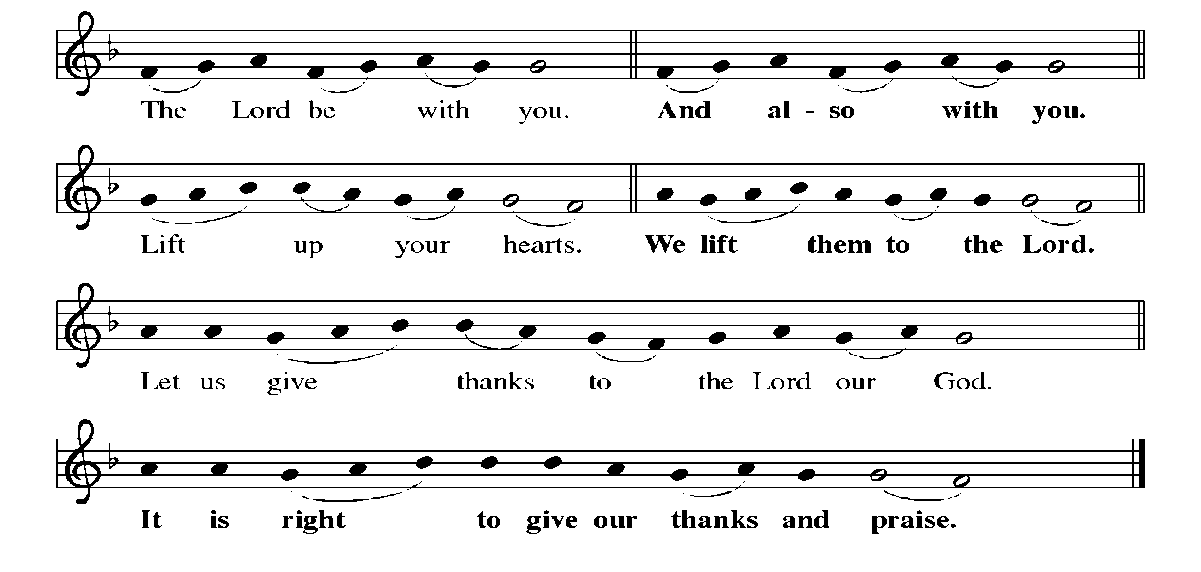 The Lord be with you. And al - so with you.
Lift up your hearts. We lift them to the Lord.
Let us give thanks to the Lord our God.
It is right to give our thanks and praise.